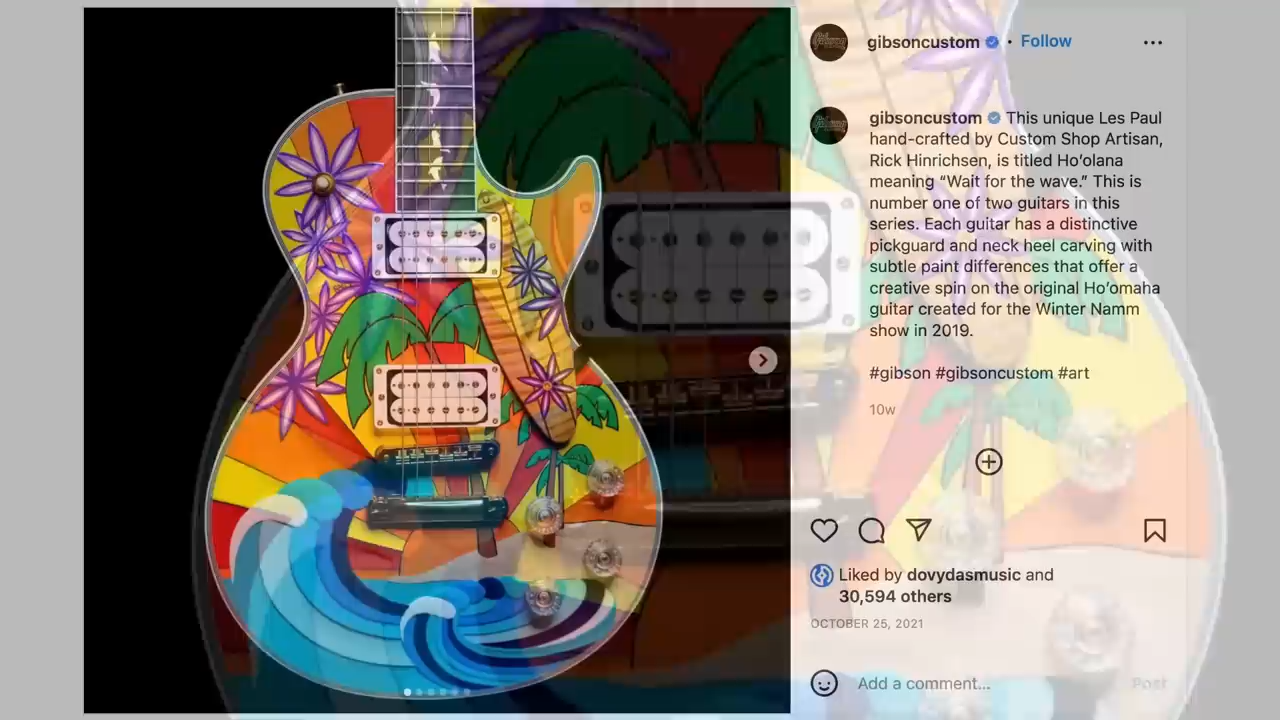 gibsoncustom • Follow
gibsoncustom This unique Les Paul
hand-crafted by Custom Shop Artisan,
Rick Hinrichsen, is titled Ho’olana
meaning “Wait for the wave.” This is
number one of two guitars in this
series. Each guitar has a distinctive
pickguard and neck heel carving with
subtle paint differences that offer a
creative spin on the original Ho’omaha
guitar created for the Winter Namm
show in 2019.
#gibson #gibsoncustom #art
10w
Liked by dovydasmusic and
30,594 others
OCTOBER 25, 2021
Add a comment... Post